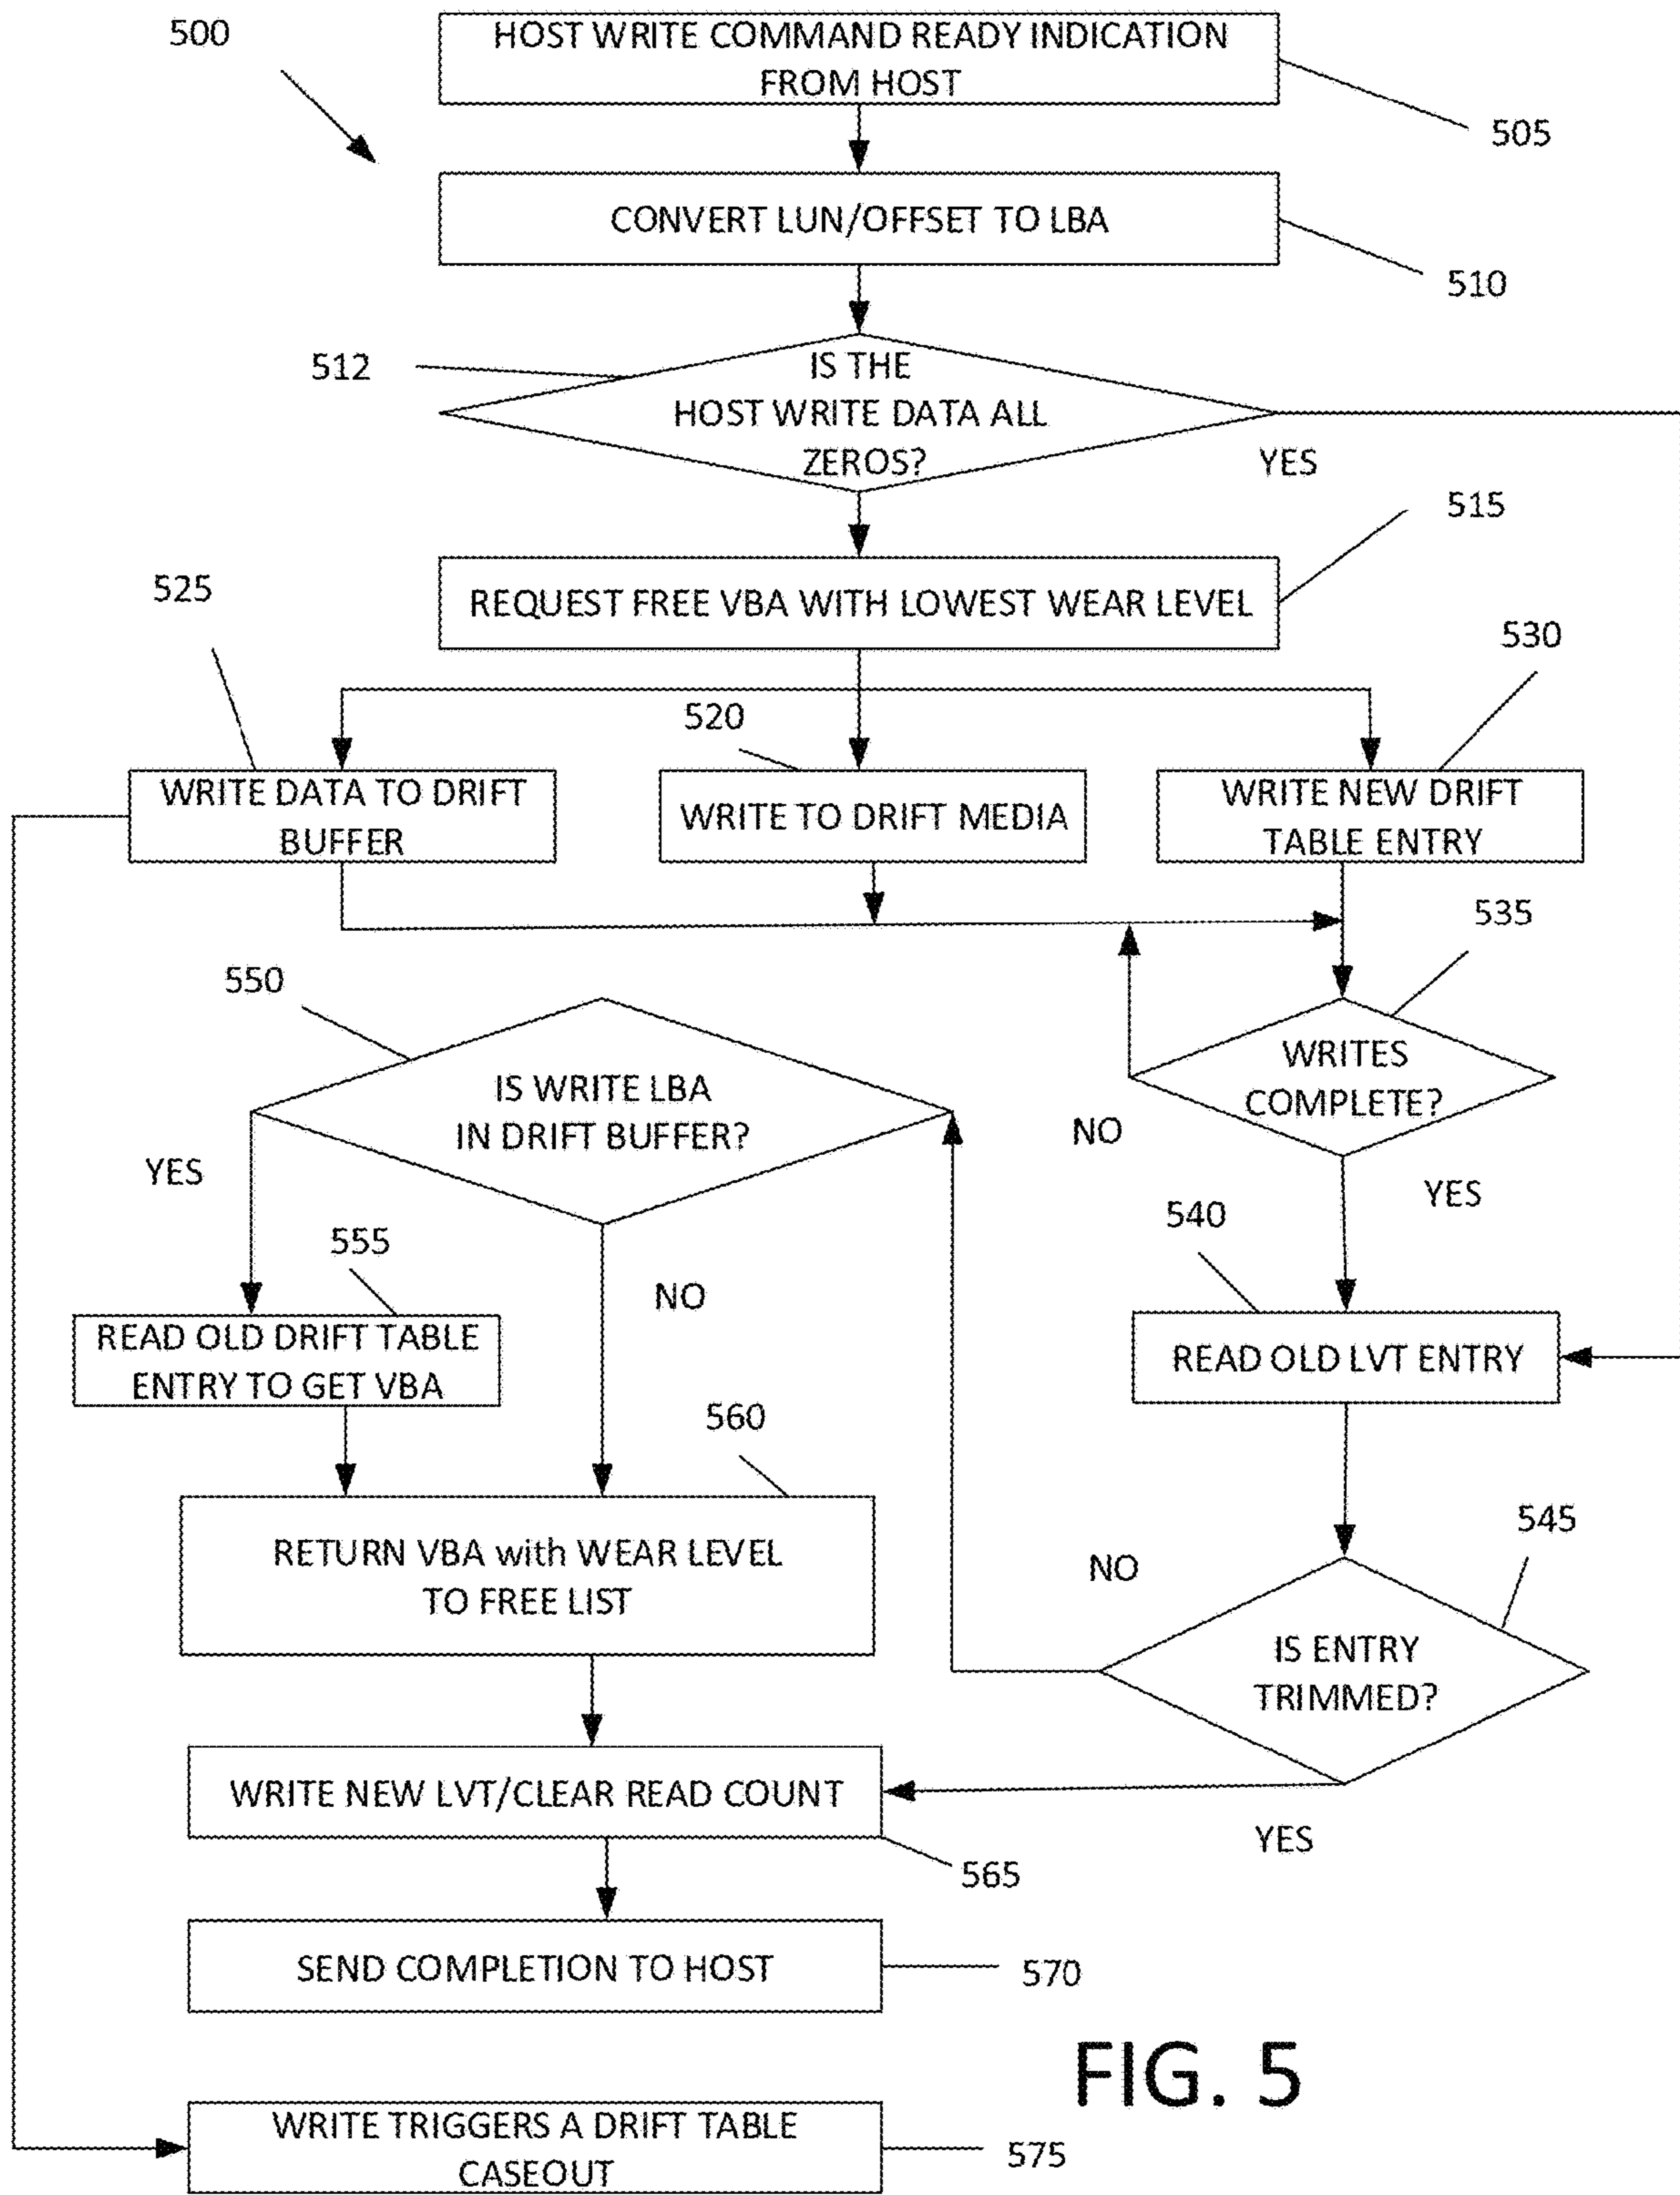 500
HOST WRITE COMMAND READY INDICATION
FROM HOST
505
CONVERT LUN/OFFSET TO LBA
510
512
IS THE
HOST WRITE DATA ALL
ZEROS?
YES
515
REQUEST FREE VBA WITH LOWEST WEAR LEVEL
525
520
530
WRITE DATA TO DRIFT
BUFFER
WRITE TO DRIFT MEDIA
WRITE NEW DRIFT
TABLE ENTRY
535
WRITES
COMPLETE?
NO
YES
550
IS WRITE LBA
IN DRIFT BUFFER?
YES
NO
555
READ OLD DRIFT TABLE
ENTRY TO GET VBA
540
READ OLD LVT ENTRY
560
RETURN VBA with WEAR LEVEL
TO FREE LIST
545
NO
IS ENTRY
TRIMMED?
YES
WRITE NEW LVT/CLEAR READ COUNT
565
SEND COMPLETION TO HOST
570
FIG. 5
WRITE TRIGGERS A DRIFT TABLE
CASEOUT
575